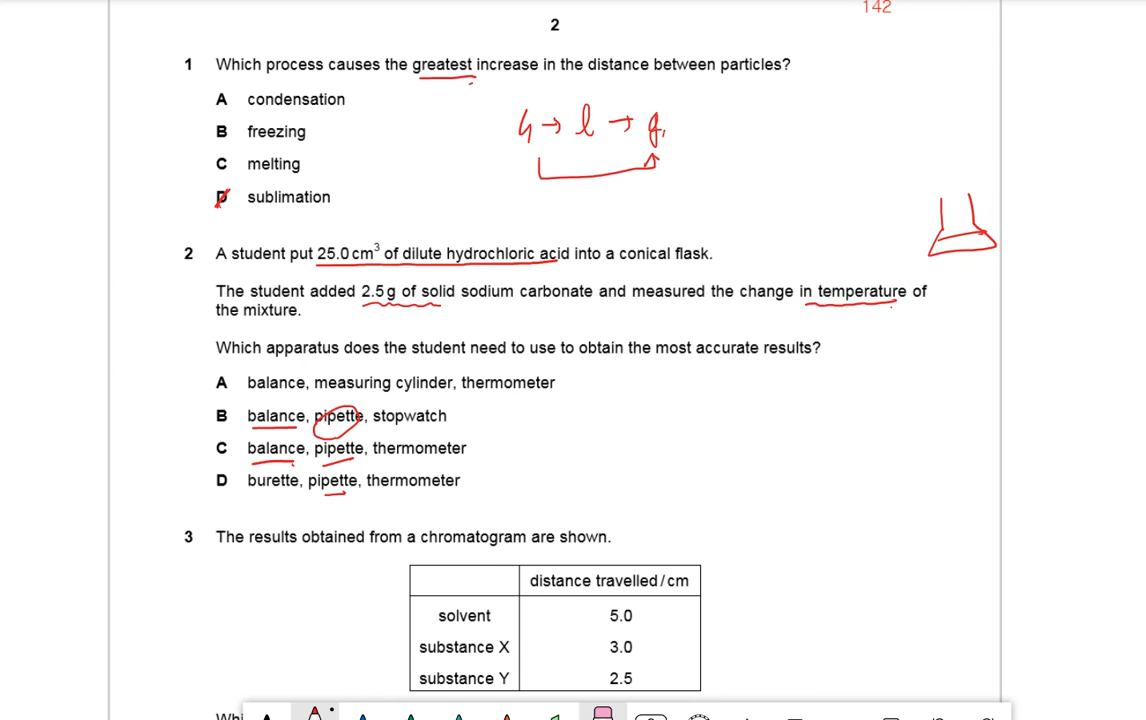 142
2
1 Which process causes the greatest increase in the distance between particles?
A condensation
B freezing
C melting
D sublimation
s → l → g
2 A student put 25.0 cm³ of dilute hydrochloric acid into a conical flask.
The student added 2.5 g of solid sodium carbonate and measured the change in temperature of
the mixture.
Which apparatus does the student need to use to obtain the most accurate results?
A balance, measuring cylinder, thermometer
B balance, pipette, stopwatch
C balance, pipette, thermometer
D burette, pipette, thermometer
3 The results obtained from a chromatogram are shown.
distance travelled / cm
solvent 5.0
substance X 3.0
substance Y 2.5